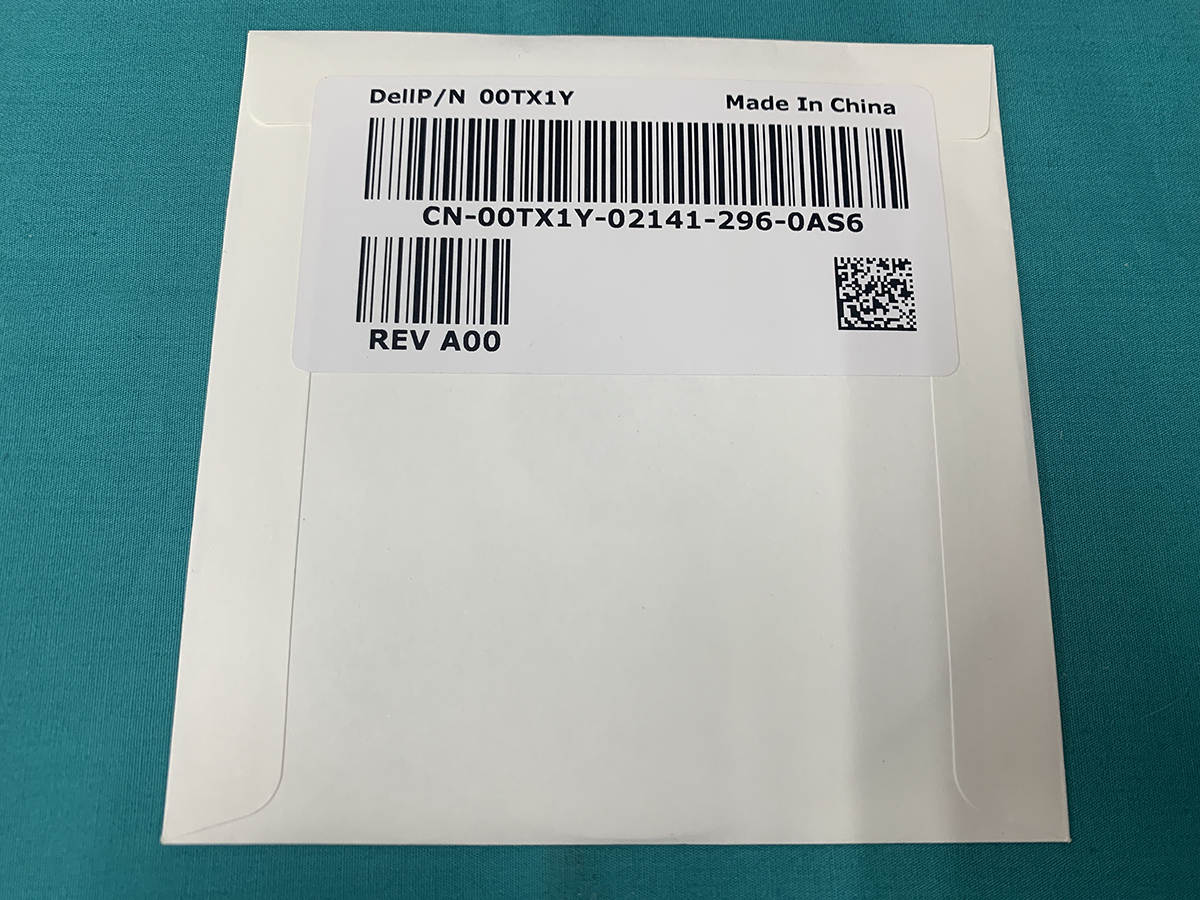 DellP/N 00TX1Y
Made In China
CN-00TX1Y-02141-296-0AS6
REV A00